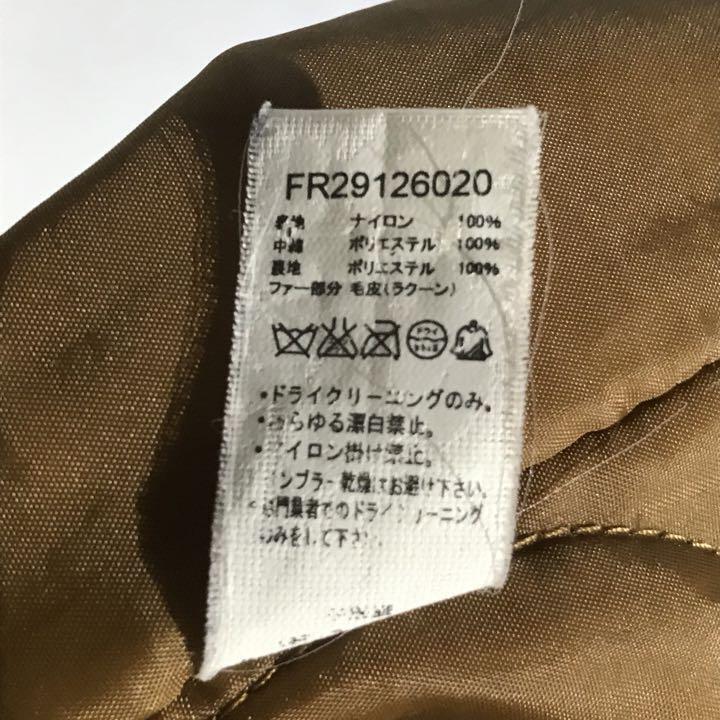 FR29126020
表地 ナイロン 100%
中綿 ポリエステル 100%
裏地 ポリエステル 100%
ファー部分 毛皮(ラクーン)
ドライ
・ドライクリーニングのみ。
・あらゆる漂白禁止。
・アイロン掛け禁止。
タンブラー乾燥はお避け下さい。
・専門業者でのドライクリーニング
のみをして下さい。